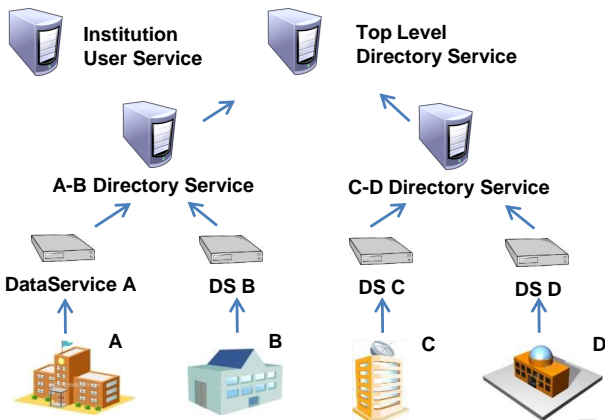 Institution
User Service
Top Level
Directory Service
A-B Directory Service
C-D Directory Service
DataService A
DS B
DS C
DS D
A
B
C
D